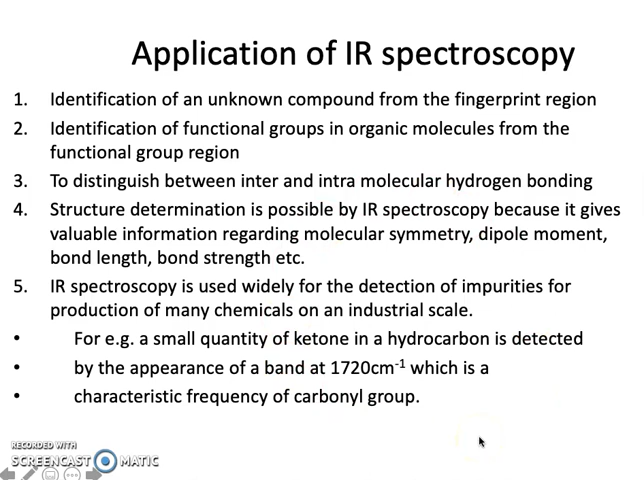 Application of IR spectroscopy
1. Identification of an unknown compound from the fingerprint region
2. Identification of functional groups in organic molecules from the
functional group region
3. To distinguish between inter and intra molecular hydrogen bonding
4. Structure determination is possible by IR spectroscopy because it gives
valuable information regarding molecular symmetry, dipole moment,
bond length, bond strength etc.
5. IR spectroscopy is used widely for the detection of impurities for
production of many chemicals on an industrial scale.
• For e.g. a small quantity of ketone in a hydrocarbon is detected
• by the appearance of a band at 1720cm⁻¹ which is a
• characteristic frequency of carbonyl group.
RECORDED WITH
SCREENCAST MATIC